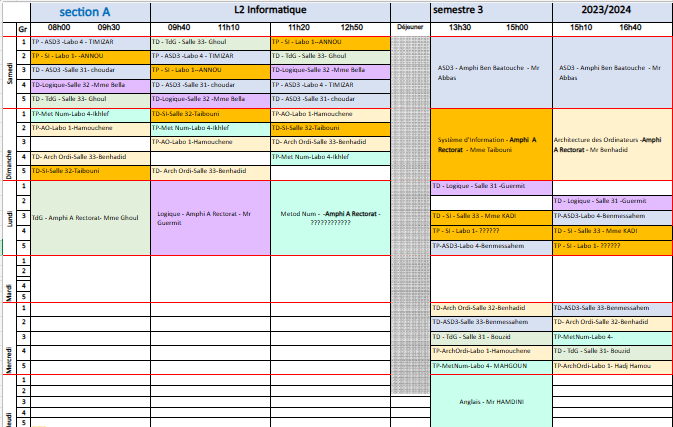 section A L2 Informatique semestre 3 2023/2024
08h00 09h30 09h40 11h10 11h20 12h50 Déjeuner 13h30 15h00 15h10 16h40
Gr
Samedi
1 TP - ASD3 -Labo 4 - TIMIZAR TD - TdG - Salle 33- Ghoul TP - SI - Labo 1--ANNOU
2 TP - SI - Labo 1--ANNOU TP - ASD3 -Labo 4 - TIMIZAR TD - TdG - Salle 33- Ghoul
3 TD - ASD3 -Salle 31- choudar TP - SI - Labo 1--ANNOU TD-Logique-Salle 32 -Mme Bella
4 TD-Logique-Salle 32 -Mme Bella TD - ASD3 -Salle 31- choudar TP - ASD3 -Labo 4 - TIMIZAR
5 TD - TdG - Salle 33- Ghoul TD-Logique-Salle 32 -Mme Bella TD - ASD3 -Salle 31- choudar
ASD3 - Amphi Ben Baatouche - Mr
Abbas
ASD3 - Amphi Ben Baatouche - Mr
Abbas
Dimanche
1 TP-Met Num-Labo 4-Ikhlef TD-SI-Salle 32-Taibouni TP-AO-Labo 1-Hamouchene
2 TP-AO-Labo 1-Hamouchene TP-Met Num-Labo 4-Ikhlef TD-SI-Salle 32-Taibouni
3 TP-AO-Labo 1-Hamouchene TD- Arch Ordi-Salle 33-Benhadid
4 TD- Arch Ordi-Salle 33-Benhadid TP-Met Num-Labo 4-Ikhlef
5 TD-SI-Salle 32-Taibouni TD- Arch Ordi-Salle 33-Benhadid
Système d'Information -Amphi A
Rectorat - Mme Taibouni
Architecture des Ordinateurs -Amphi
A Rectorat - Mr Benhadid
Lundi
TdG - Amphi A Rectorat- Mme Ghoul
Logique - Amphi A Rectorat - Mr
Guermit
Metod Num - -Amphi A Rectorat -
????????????
1 TD - Logique - Salle 31 -Guermit
2 TD - Logique - Salle 31 -Guermit
3 TD - SI - Salle 33 - Mme KADI TP-ASD3-Labo 4-Benmessahem
4 TP - SI - Labo 1- ?????? TD - SI - Salle 33 - Mme KADI
5 TP-ASD3-Labo 4-Benmessahem TP - SI - Labo 1- ??????
Mardi
1
2
3
4
5
Mercredi
1 TD-Arch Ordi-Salle 32-Benhadid TD-ASD3-Salle 33-Benmessahem
2 TD-ASD3-Salle 33-Benmessahem TD- Arch Ordi-Salle 32-Benhadid
3 TD - TdG - Salle 31 - Bouzid TP-MetNum-Labo 4-
4 TP-ArchOrdi-Labo 1-Hamouchene TD - TdG - Salle 31- Bouzid
5 TP-MetNum-Labo 4- MAHGOUN TP-ArchOrdi-Labo 1- Hadj Hamou
1
2
3
4
5
Anglais - Mr HAMDINI